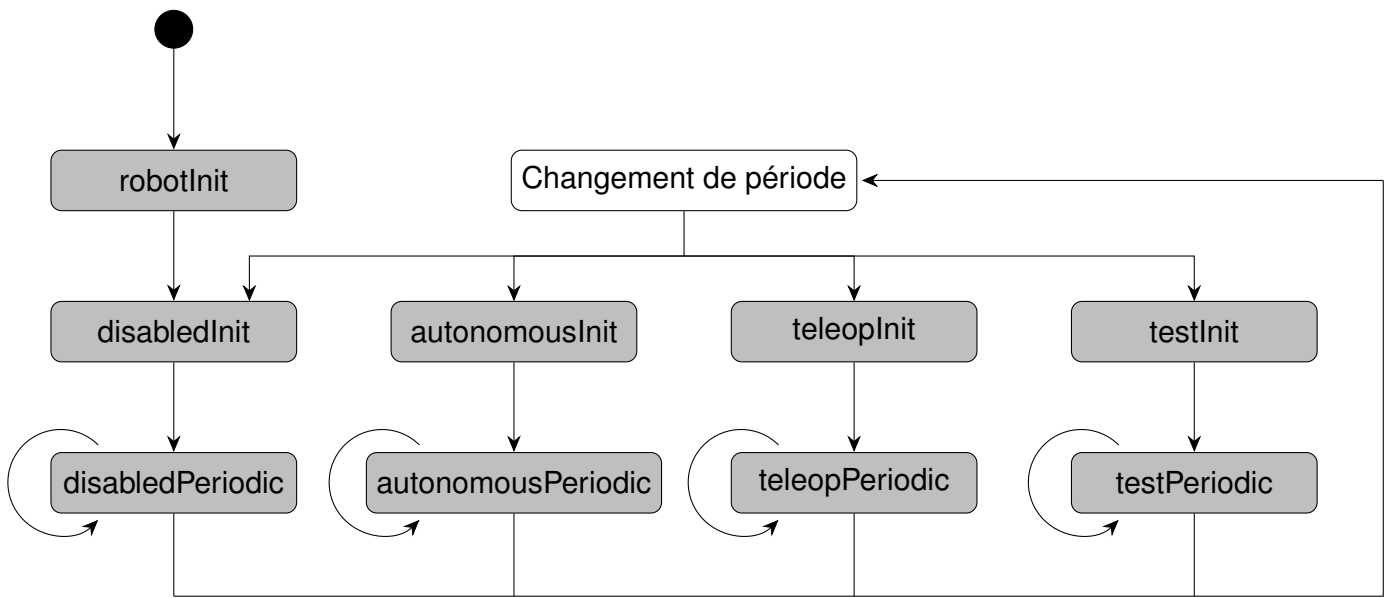 robotInit
Changement de période
disabledInit
autonomousInit
teleopInit
testInit
disabledPeriodic
autonomousPeriodic
teleopPeriodic
testPeriodic